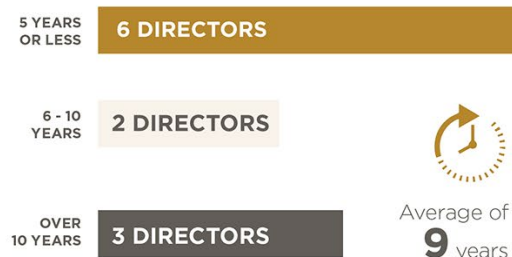 5 YEARS
OR LESS
6 DIRECTORS
6 - 10
YEARS
2 DIRECTORS
OVER
10 YEARS
3 DIRECTORS
Average of
9 years